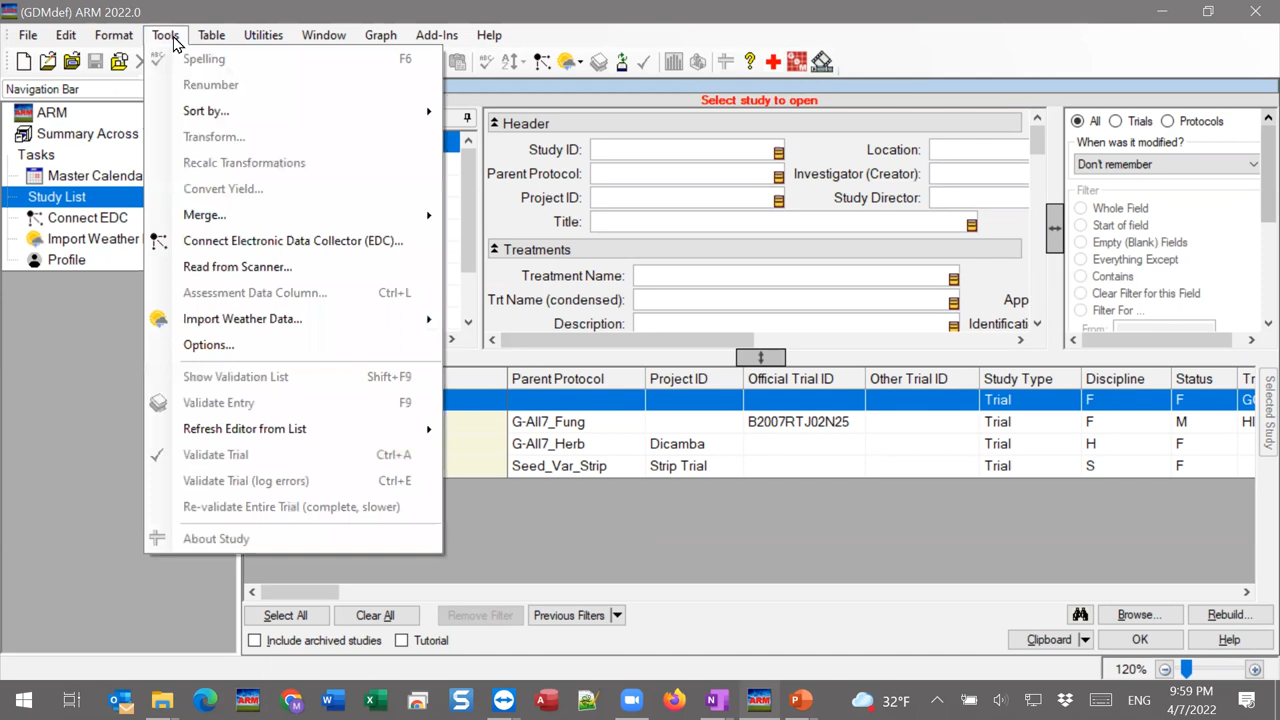 (GDMdef) ARM 2022.0
File Edit Format Tools Table Utilities Window Graph Add-Ins Help
Navigation Bar
ARM
Summary Across
Tasks
Master Calenda
Study List
Connect EDC
Import Weather
Profile
Spelling F6
Renumber
Sort by...
Transform...
Recalc Transformations
Convert Yield...
Merge...
Connect Electronic Data Collector (EDC)...
Read from Scanner...
Assessment Data Column... Ctrl+L
Import Weather Data...
Options...
Show Validation List Shift+F9
Validate Entry F9
Refresh Editor from List
Validate Trial Ctrl+A
Validate Trial (log errors) Ctrl+E
Re-validate Entire Trial (complete, slower)
About Study
Select study to open
Header
Study ID: Location:
Parent Protocol: Investigator (Creator):
Project ID: Study Director:
Title:
Treatments
Treatment Name:
Trt Name (condensed): App
Description: Identificati
All Trials Protocols
When was it modified?
Don't remember
Filter
Whole Field
Start of field
Empty (Blank) Fields
Everything Except
Contains
Clear Filter for this Field
Filter For ...
From:
Parent Protocol Project ID Official Trial ID Other Trial ID Study Type Discipline Status Tr
Trial F F G
G-All7_Fung B2007RTJ02N25 Trial F M HI
G-All7_Herb Dicamba Trial H F
Seed_Var_Strip Strip Trial Trial S F
Selected Study
Select All Clear All Remove Filter Previous Filters Browse... Rebuild...
Include archived studies Tutorial Clipboard OK Help
120%
32°F ENG 9:59 PM
4/7/2022